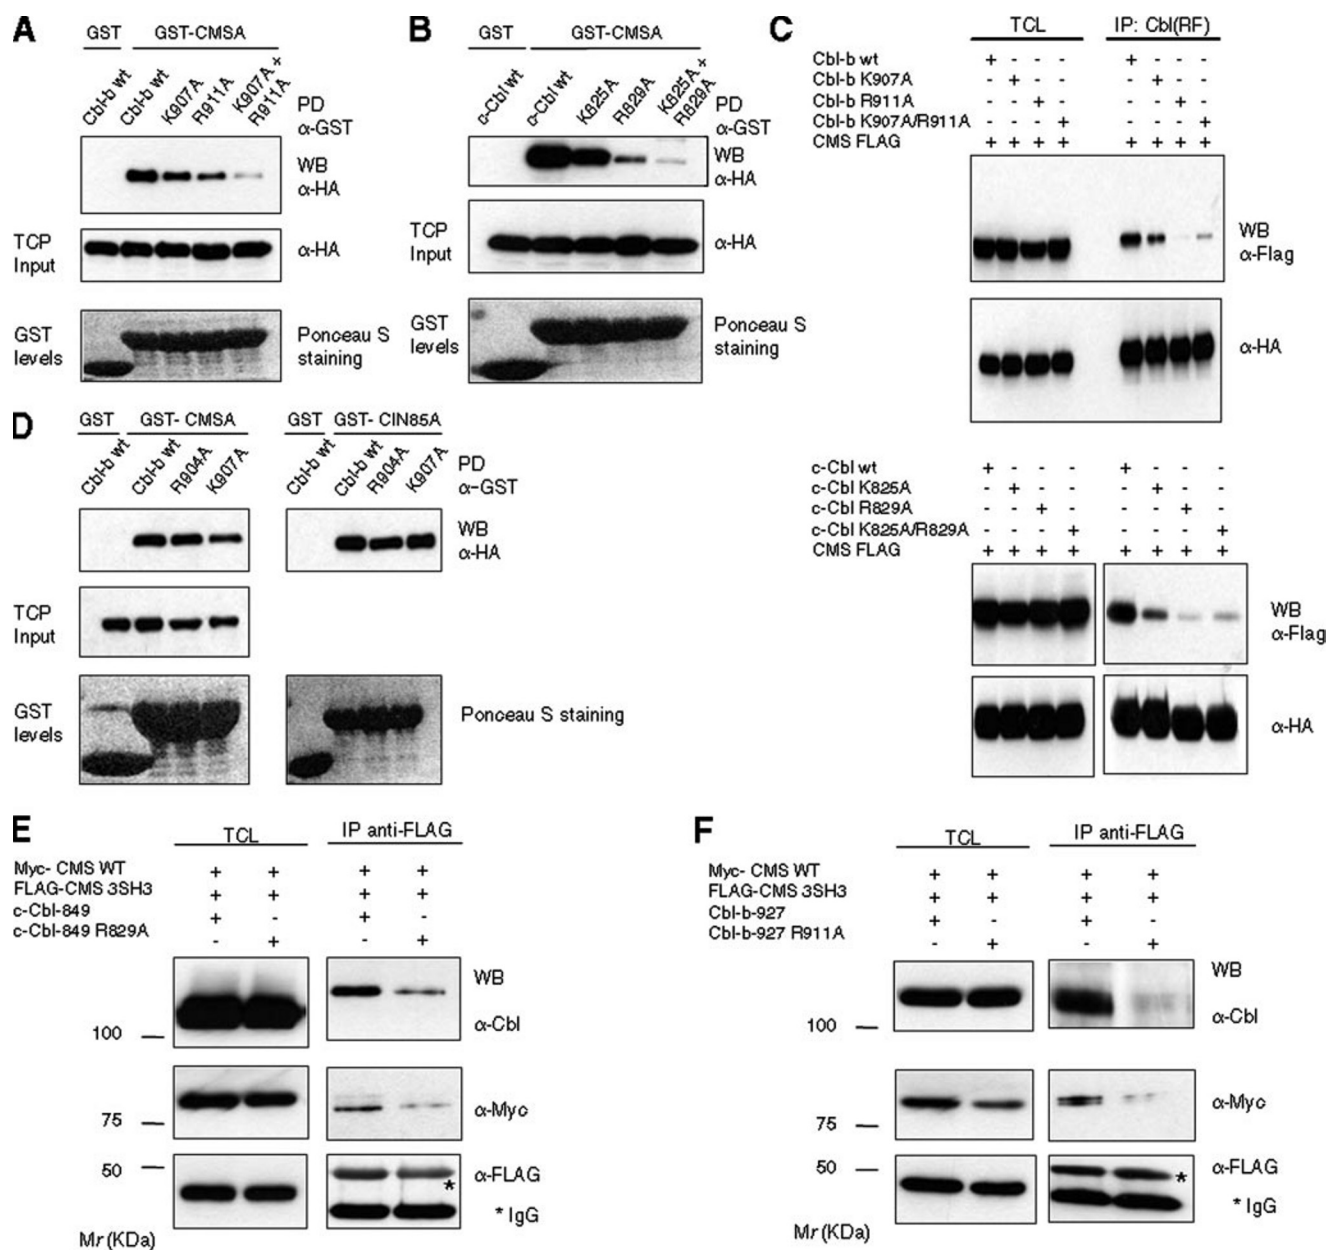 A
GST GST-CMSA
Cbl-b wt Cbl-b wt K907A R911A K907A + R911A
PD
α-GST
WB
α-HA
TCP
Input
α-HA
GST
levels
Ponceau S
staining
B
GST GST-CMSA
c-Cbl wt c-Cbl wt K825A R829A K825A + R829A
PD
α-GST
WB
α-HA
TCP
Input
α-HA
GST
levels
Ponceau S
staining
C
TCL IP: Cbl(RF)
Cbl-b wt + - - - + - - -
Cbl-b K907A - + - - - + - -
Cbl-b R911A - - + - - - + -
Cbl-b K907A/R911A - - - + - - - +
CMS FLAG + + + + + + + +
WB
α-Flag
α-HA
c-Cbl wt + - - - + - - -
c-Cbl K825A - + - - - + - -
c-Cbl R829A - - + - - - + -
c-Cbl K825A/R829A - - - + - - - +
CMS FLAG + + + + + + + +
WB
α-Flag
α-HA
D
GST GST- CMSA GST GST- CIN85A
Cbl-b wt Cbl-b wt R904A K907A Cbl-b wt Cbl-b wt R904A K907A
PD
α-GST
WB
α-HA
TCP
Input
GST
levels
Ponceau S staining
E
TCL IP anti-FLAG
Myc- CMS WT + + + +
FLAG-CMS 3SH3 + + + +
c-Cbl-849 + - + -
c-Cbl-849 R829A - + - +
WB
α-Cbl
100
α-Myc
75
50
α-FLAG
*
* IgG
Mr (KDa)
F
TCL IP anti-FLAG
Myc- CMS WT + + + +
FLAG-CMS 3SH3 + + + +
Cbl-b-927 + - + -
Cbl-b-927 R911A - + - +
WB
α-Cbl
100
α-Myc
75
50
α-FLAG
*
* IgG
Mr (KDa)